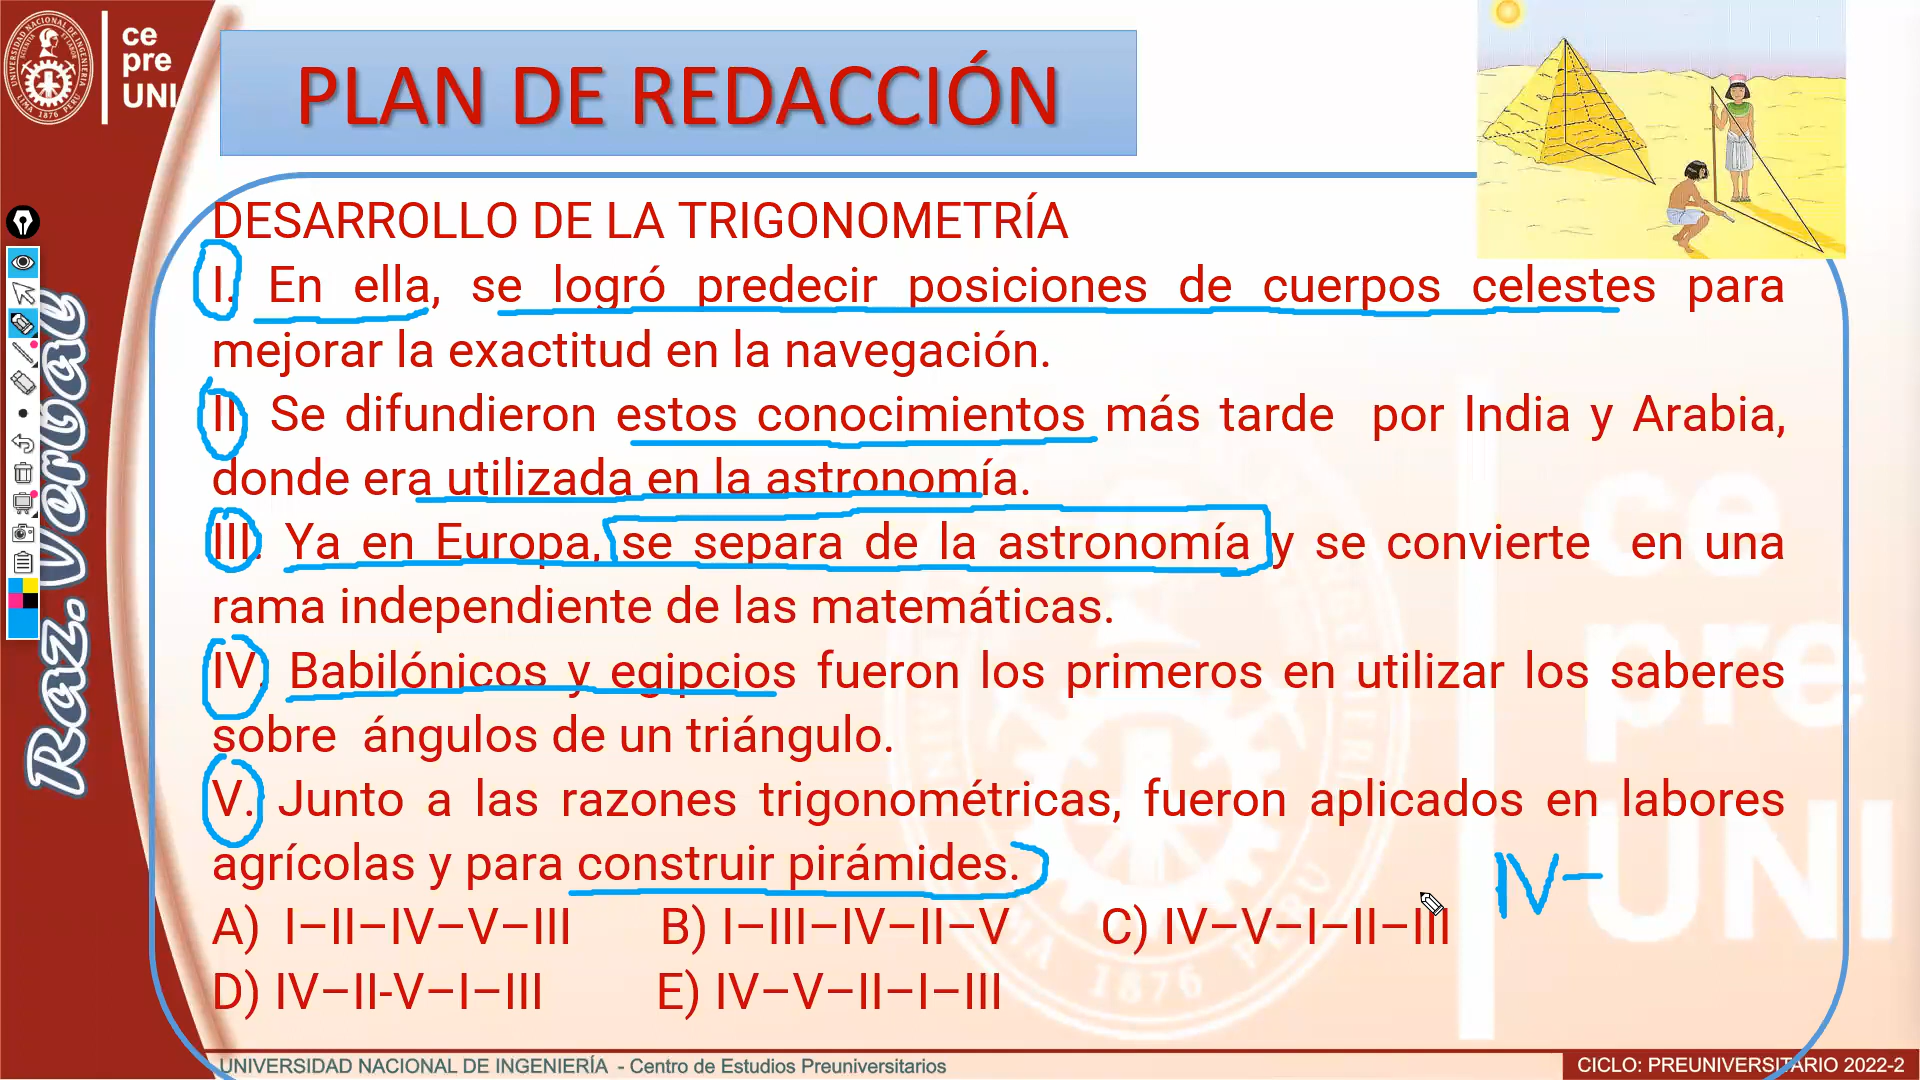 ce
pre
UNI
PLAN DE REDACCIÓN
DESARROLLO DE LA TRIGONOMETRÍA
I. En ella, se logró predecir posiciones de cuerpos celestes para
mejorar la exactitud en la navegación.
II. Se difundieron estos conocimientos más tarde por India y Arabia,
donde era utilizada en la astronomía.
III. Ya en Europa, se separa de la astronomía y se convierte en una
rama independiente de las matemáticas.
IV. Babilónicos y egipcios fueron los primeros en utilizar los saberes
sobre ángulos de un triángulo.
V. Junto a las razones trigonométricas, fueron aplicados en labores
agrícolas y para construir pirámides.
IV-
A) I–II–IV–V–III B) I–III–IV–II–V C) IV–V–I–II–III
D) IV–II-V–I–III E) IV–V–II–I–III
Raz. Verbal
ce
pre
UNI
1876
UNIVERSIDAD NACIONAL DE INGENIERÍA - Centro de Estudios Preuniversitarios
CICLO: PREUNIVERSITARIO 2022-2